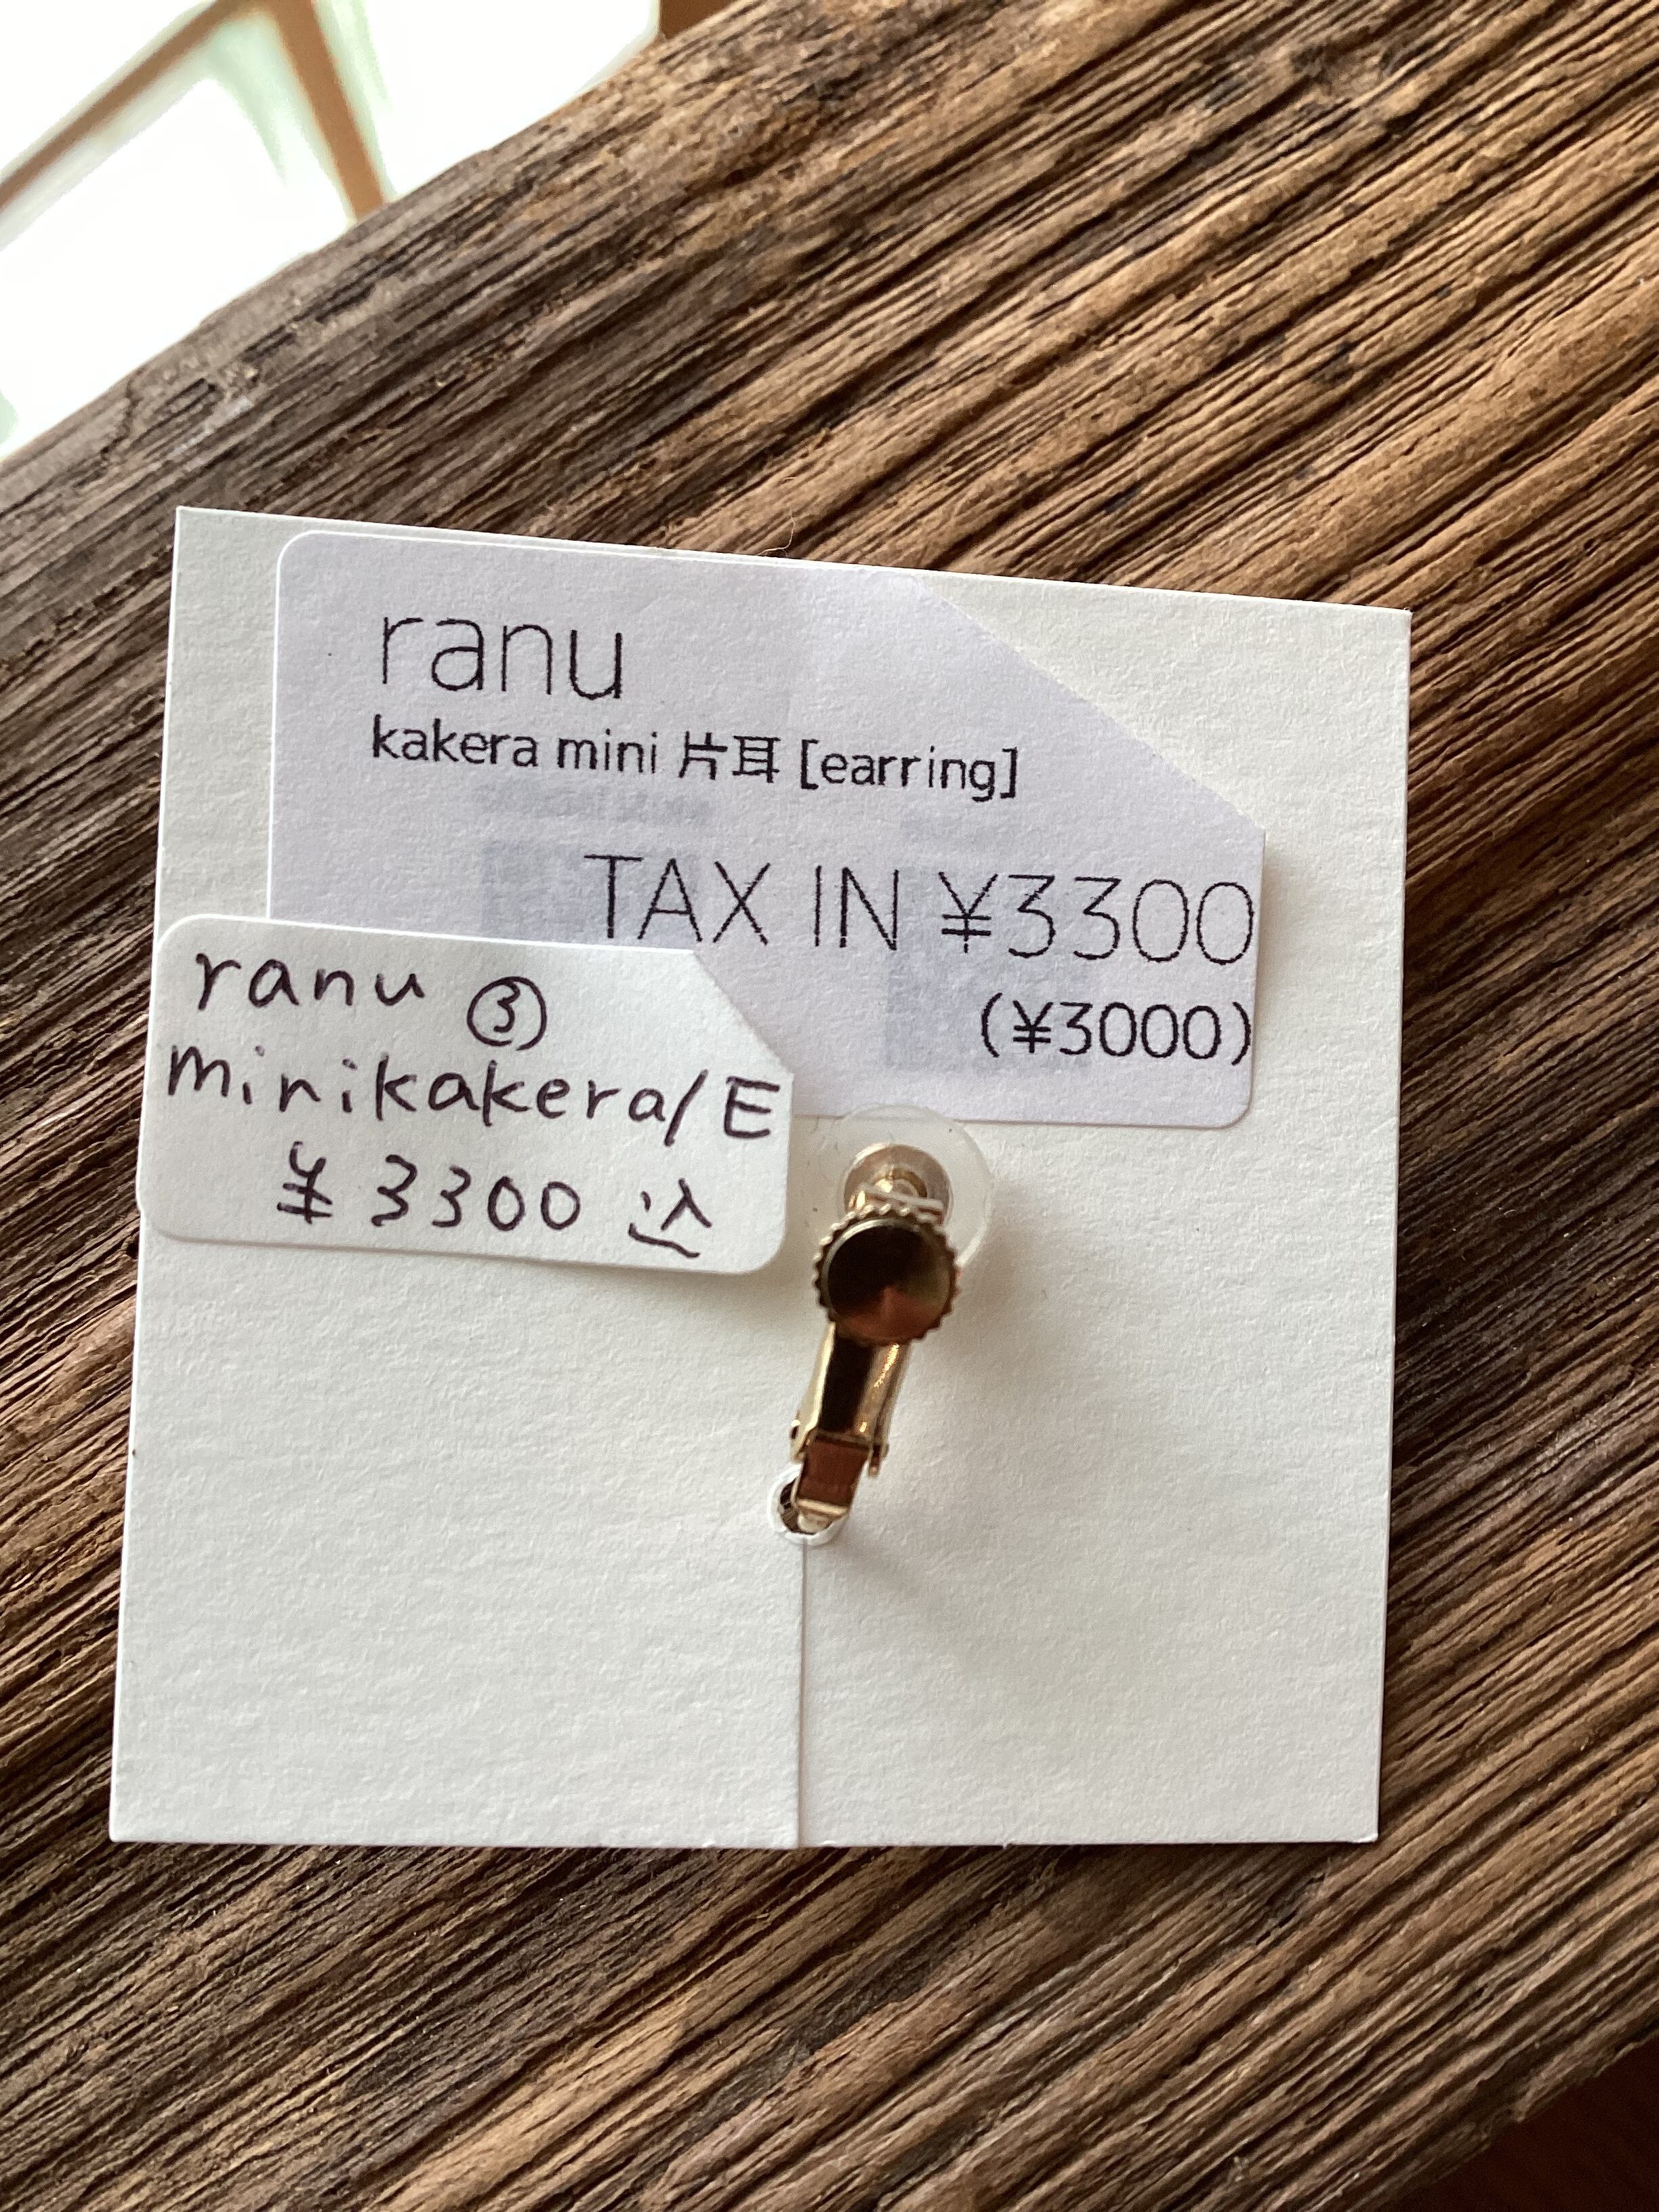 ranu
kakera mini 片耳 [earring]
TAX IN ¥3300
(¥3000)
ranu ③
minikakera/E
¥3300 込